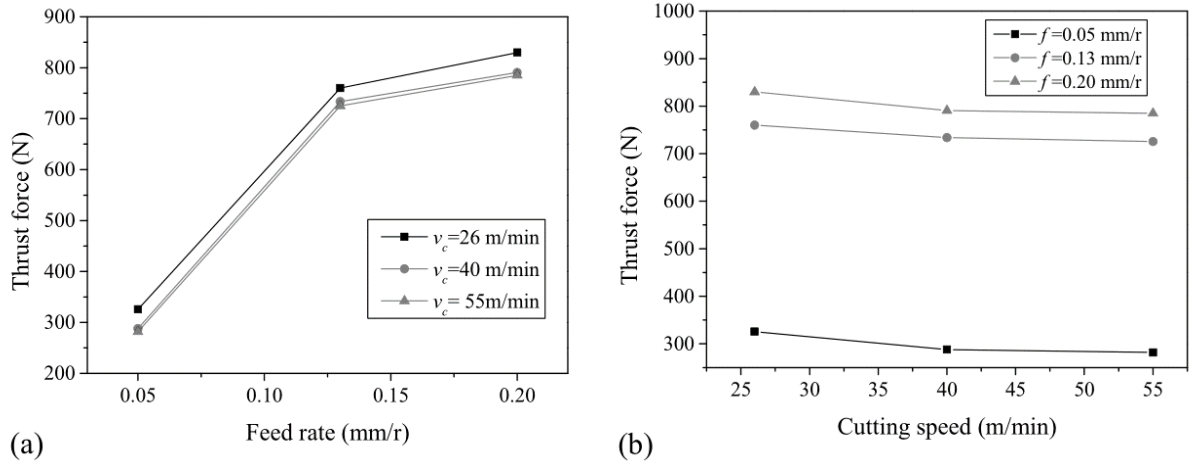 900
800
700
600
500
400
300
200
Thrust force (N)
v_c=26 m/min
v_c=40 m/min
v_c= 55m/min
0.05 0.10 0.15 0.20
Feed rate (mm/r)
(a)
1000
900
800
700
600
500
400
300
Thrust force (N)
f=0.05 mm/r
f=0.13 mm/r
f=0.20 mm/r
25 30 35 40 45 50 55
Cutting speed (m/min)
(b)